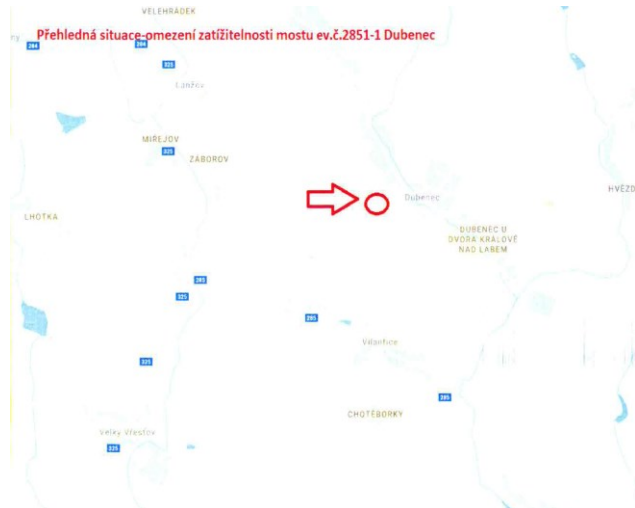 VELEHRÁDEK
Přehledná situace-omezení zatížitelnosti mostu ev.č.2851-1 Dubenec
284
284
325
Lanžov
MIŘEJOV
325
ZÁBOROV
HVĚZD
Dubenec
LHOTKA
DUBENEC U
DVORA KRÁLOVÉ
NAD LABEM
285
325
285
Vilantice
325
285
CHOTĚBORKY
Velký Vřešťov
325